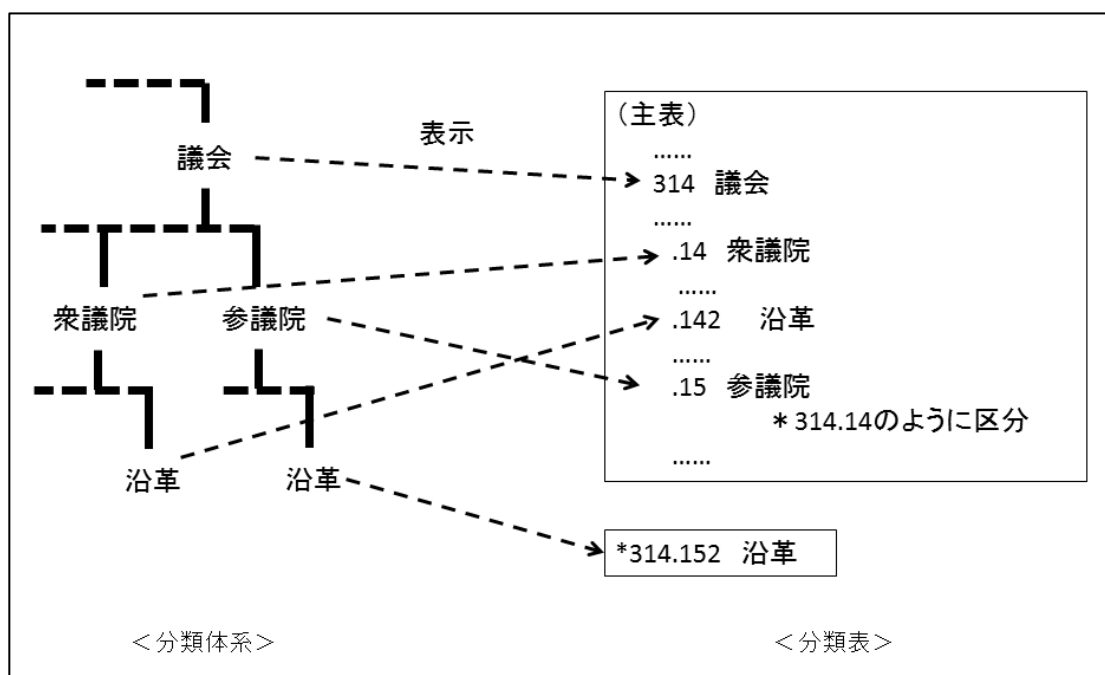 議会
表示
衆議院
参議院
沿革
沿革
＜分類体系＞
（主表）
……
314 議会
……
.14 衆議院
……
.142 沿革
……
.15 参議院
＊314.14のように区分
……
*314.152 沿革
＜分類表＞